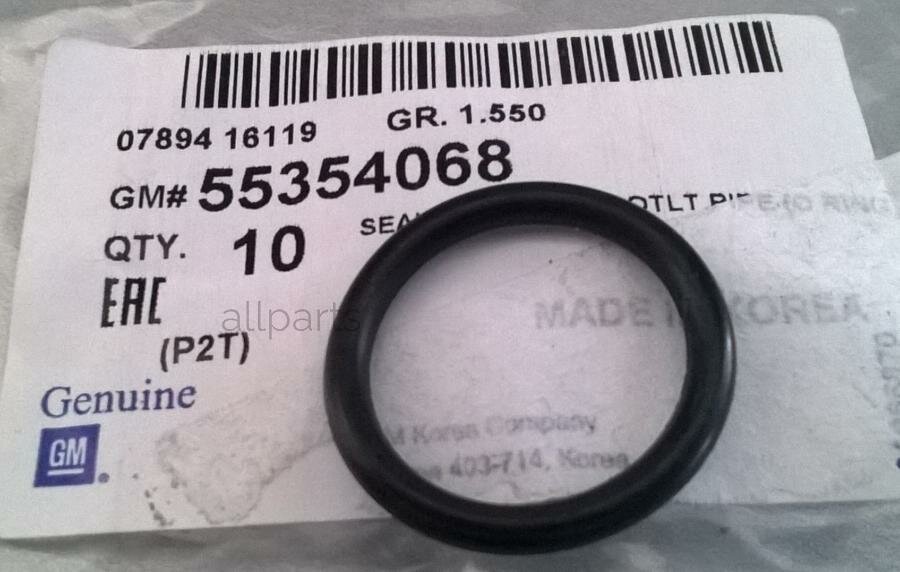 07894 16119 GR. 1.550
GM# 55354068
QTY. 10 OTLT PIPE (O RING
EAC
allparts
MADE IN KOREA
(P2T)
Genuine
GM
Korea Company
403-714, Korea